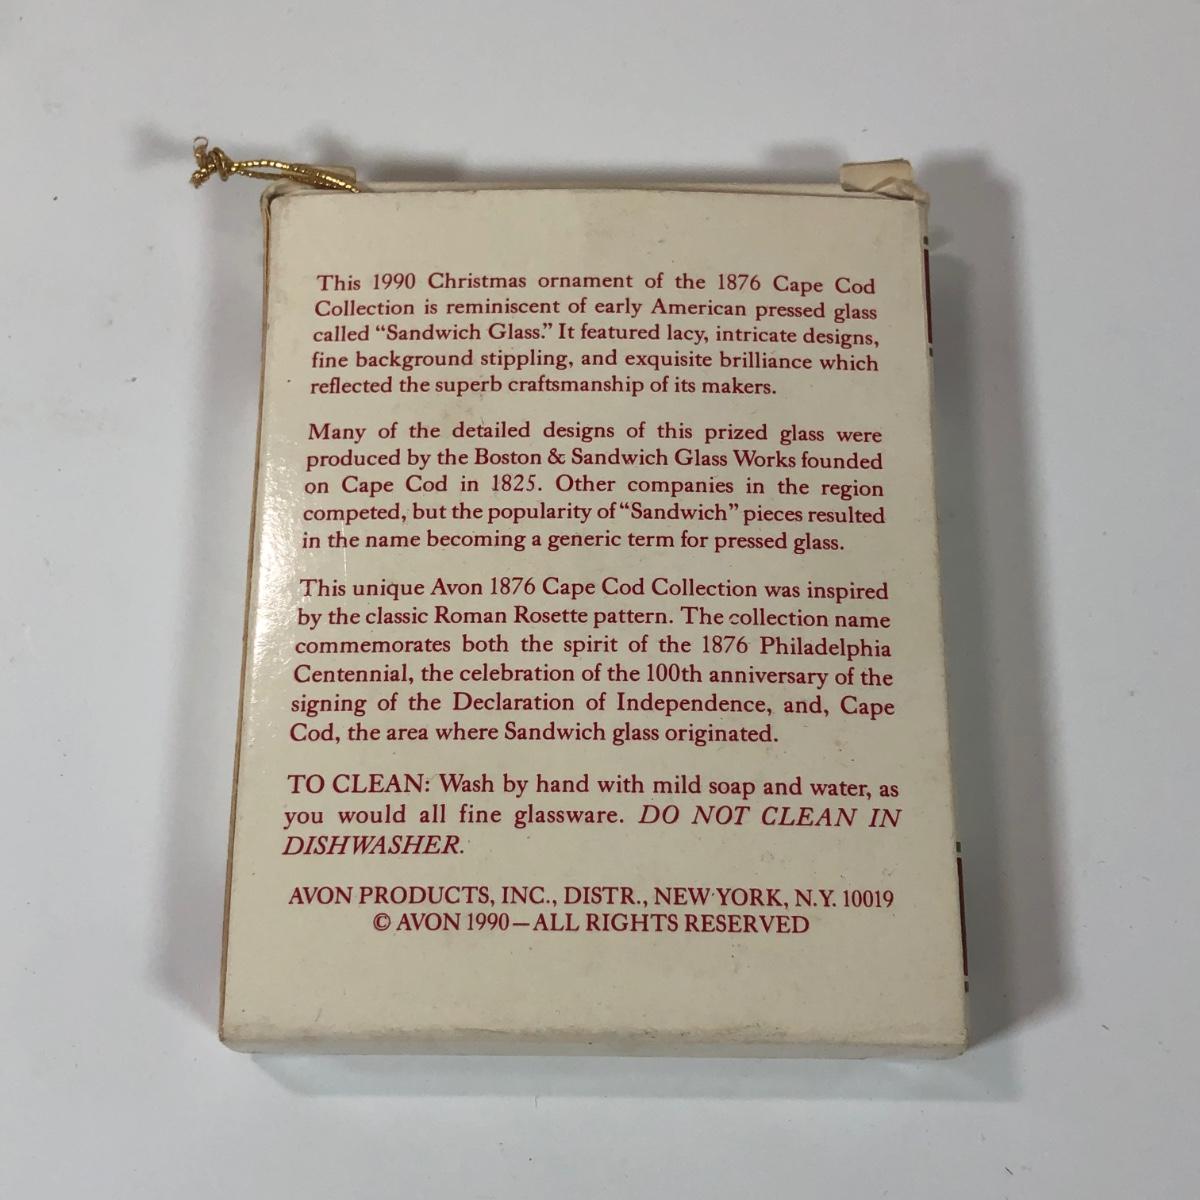 This 1990 Christmas ornament of the 1876 Cape Cod
Collection is reminiscent of early American pressed glass
called “Sandwich Glass.” It featured lacy, intricate designs,
fine background stippling, and exquisite brilliance which
reflected the superb craftsmanship of its makers.
Many of the detailed designs of this prized glass were
produced by the Boston & Sandwich Glass Works founded
on Cape Cod in 1825. Other companies in the region
competed, but the popularity of “Sandwich” pieces resulted
in the name becoming a generic term for pressed glass.
This unique Avon 1876 Cape Cod Collection was inspired
by the classic Roman Rosette pattern. The collection name
commemorates both the spirit of the 1876 Philadelphia
Centennial, the celebration of the 100th anniversary of the
signing of the Declaration of Independence, and, Cape
Cod, the area where Sandwich glass originated.
TO CLEAN: Wash by hand with mild soap and water, as
you would all fine glassware. DO NOT CLEAN IN
DISHWASHER.
AVON PRODUCTS, INC., DISTR., NEW YORK, N.Y. 10019
© AVON 1990—ALL RIGHTS RESERVED